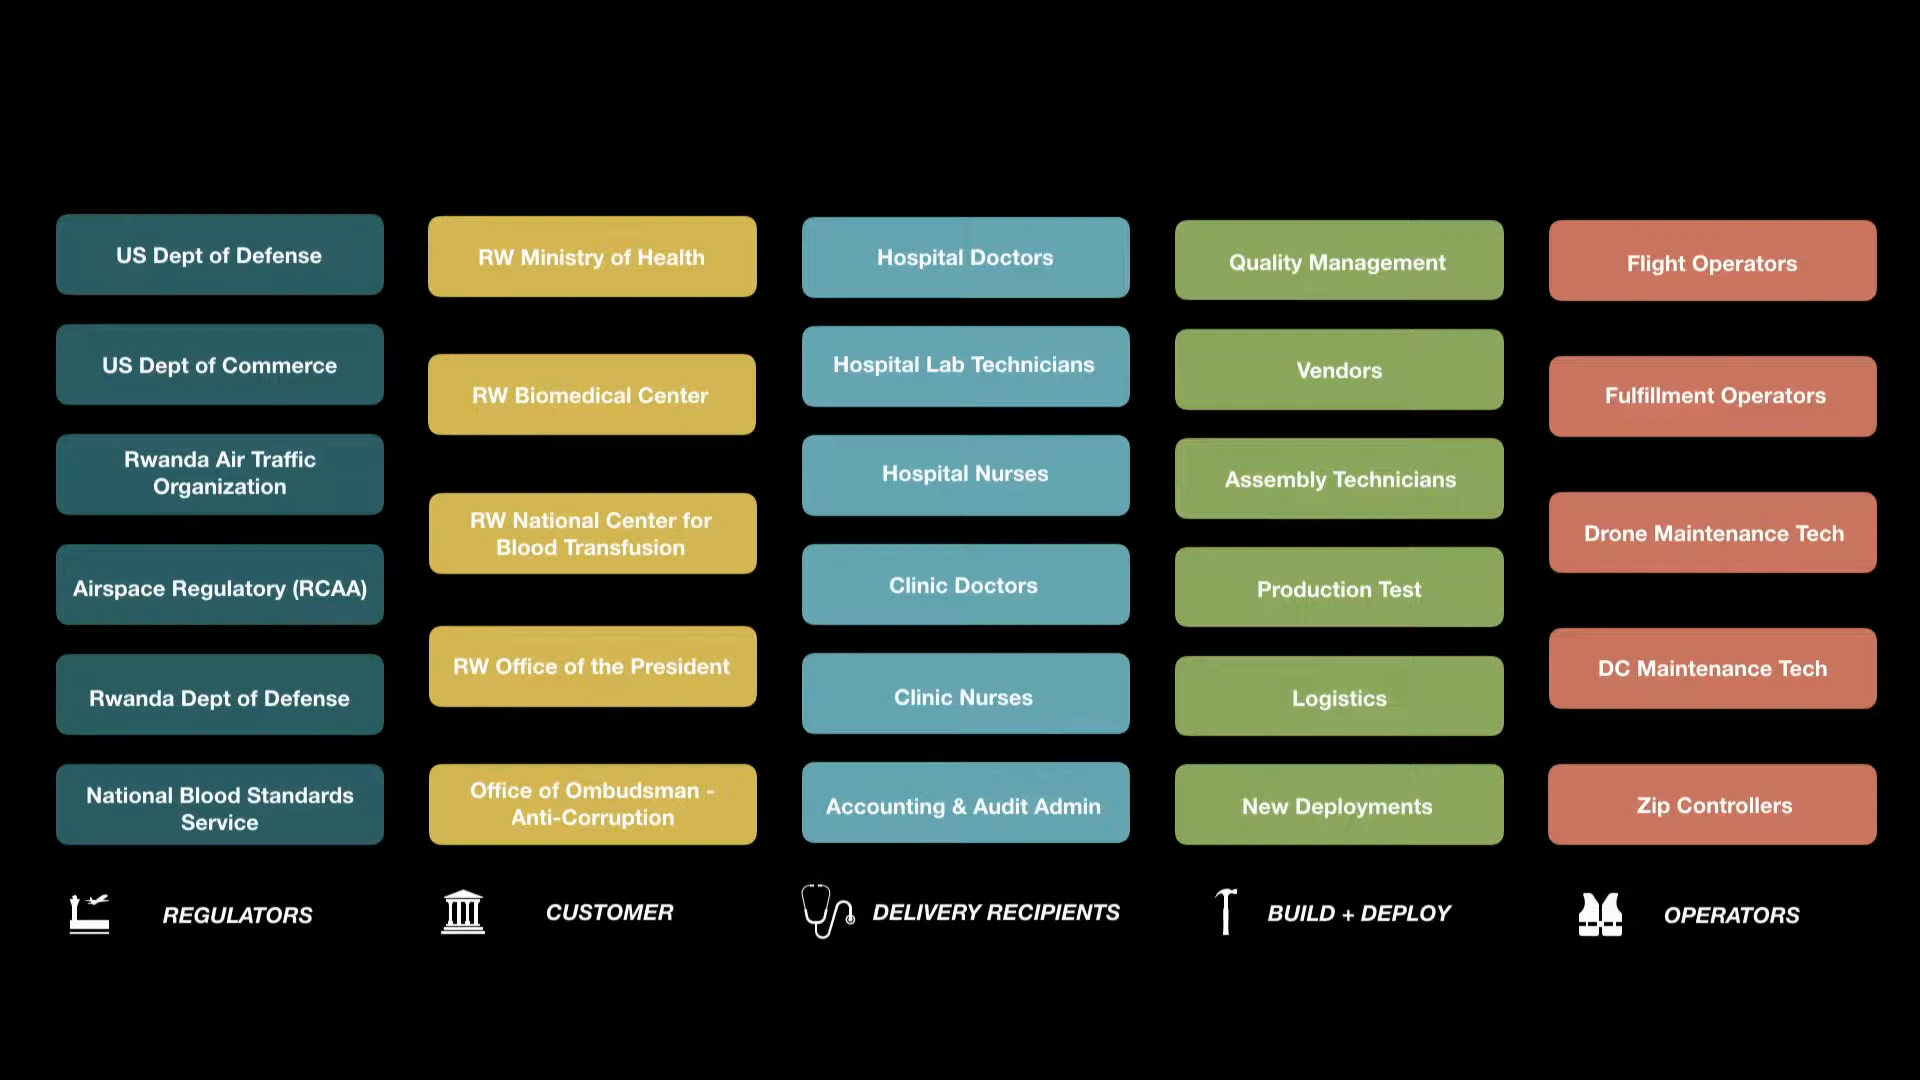 US Dept of Defense
US Dept of Commerce
Rwanda Air Traffic
Organization
Airspace Regulatory (RCAA)
Rwanda Dept of Defense
National Blood Standards
Service
REGULATORS
RW Ministry of Health
RW Biomedical Center
RW National Center for
Blood Transfusion
RW Office of the President
Office of Ombudsman -
Anti-Corruption
CUSTOMER
Hospital Doctors
Hospital Lab Technicians
Hospital Nurses
Clinic Doctors
Clinic Nurses
Accounting & Audit Admin
DELIVERY RECIPIENTS
Quality Management
Vendors
Assembly Technicians
Production Test
Logistics
New Deployments
BUILD + DEPLOY
Flight Operators
Fulfillment Operators
Drone Maintenance Tech
DC Maintenance Tech
Zip Controllers
OPERATORS